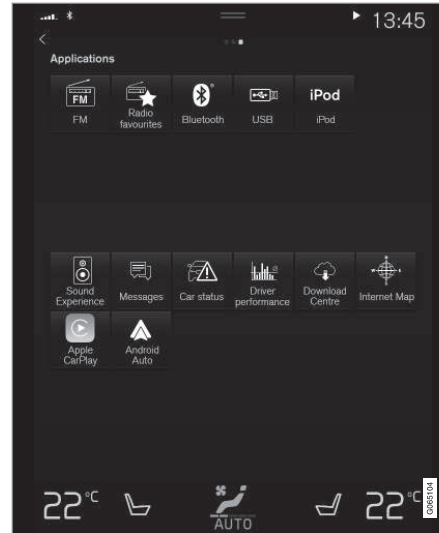 13:45
Applications
FM
iPod
FM
Radio
favourites
Bluetooth
USB
iPod
Sound
Experience
Messages
Car status
Driver
performance
Download
Centre
Internet Map
Apple
CarPlay
Android
Auto
22°C
AUTO
22°C
G065104